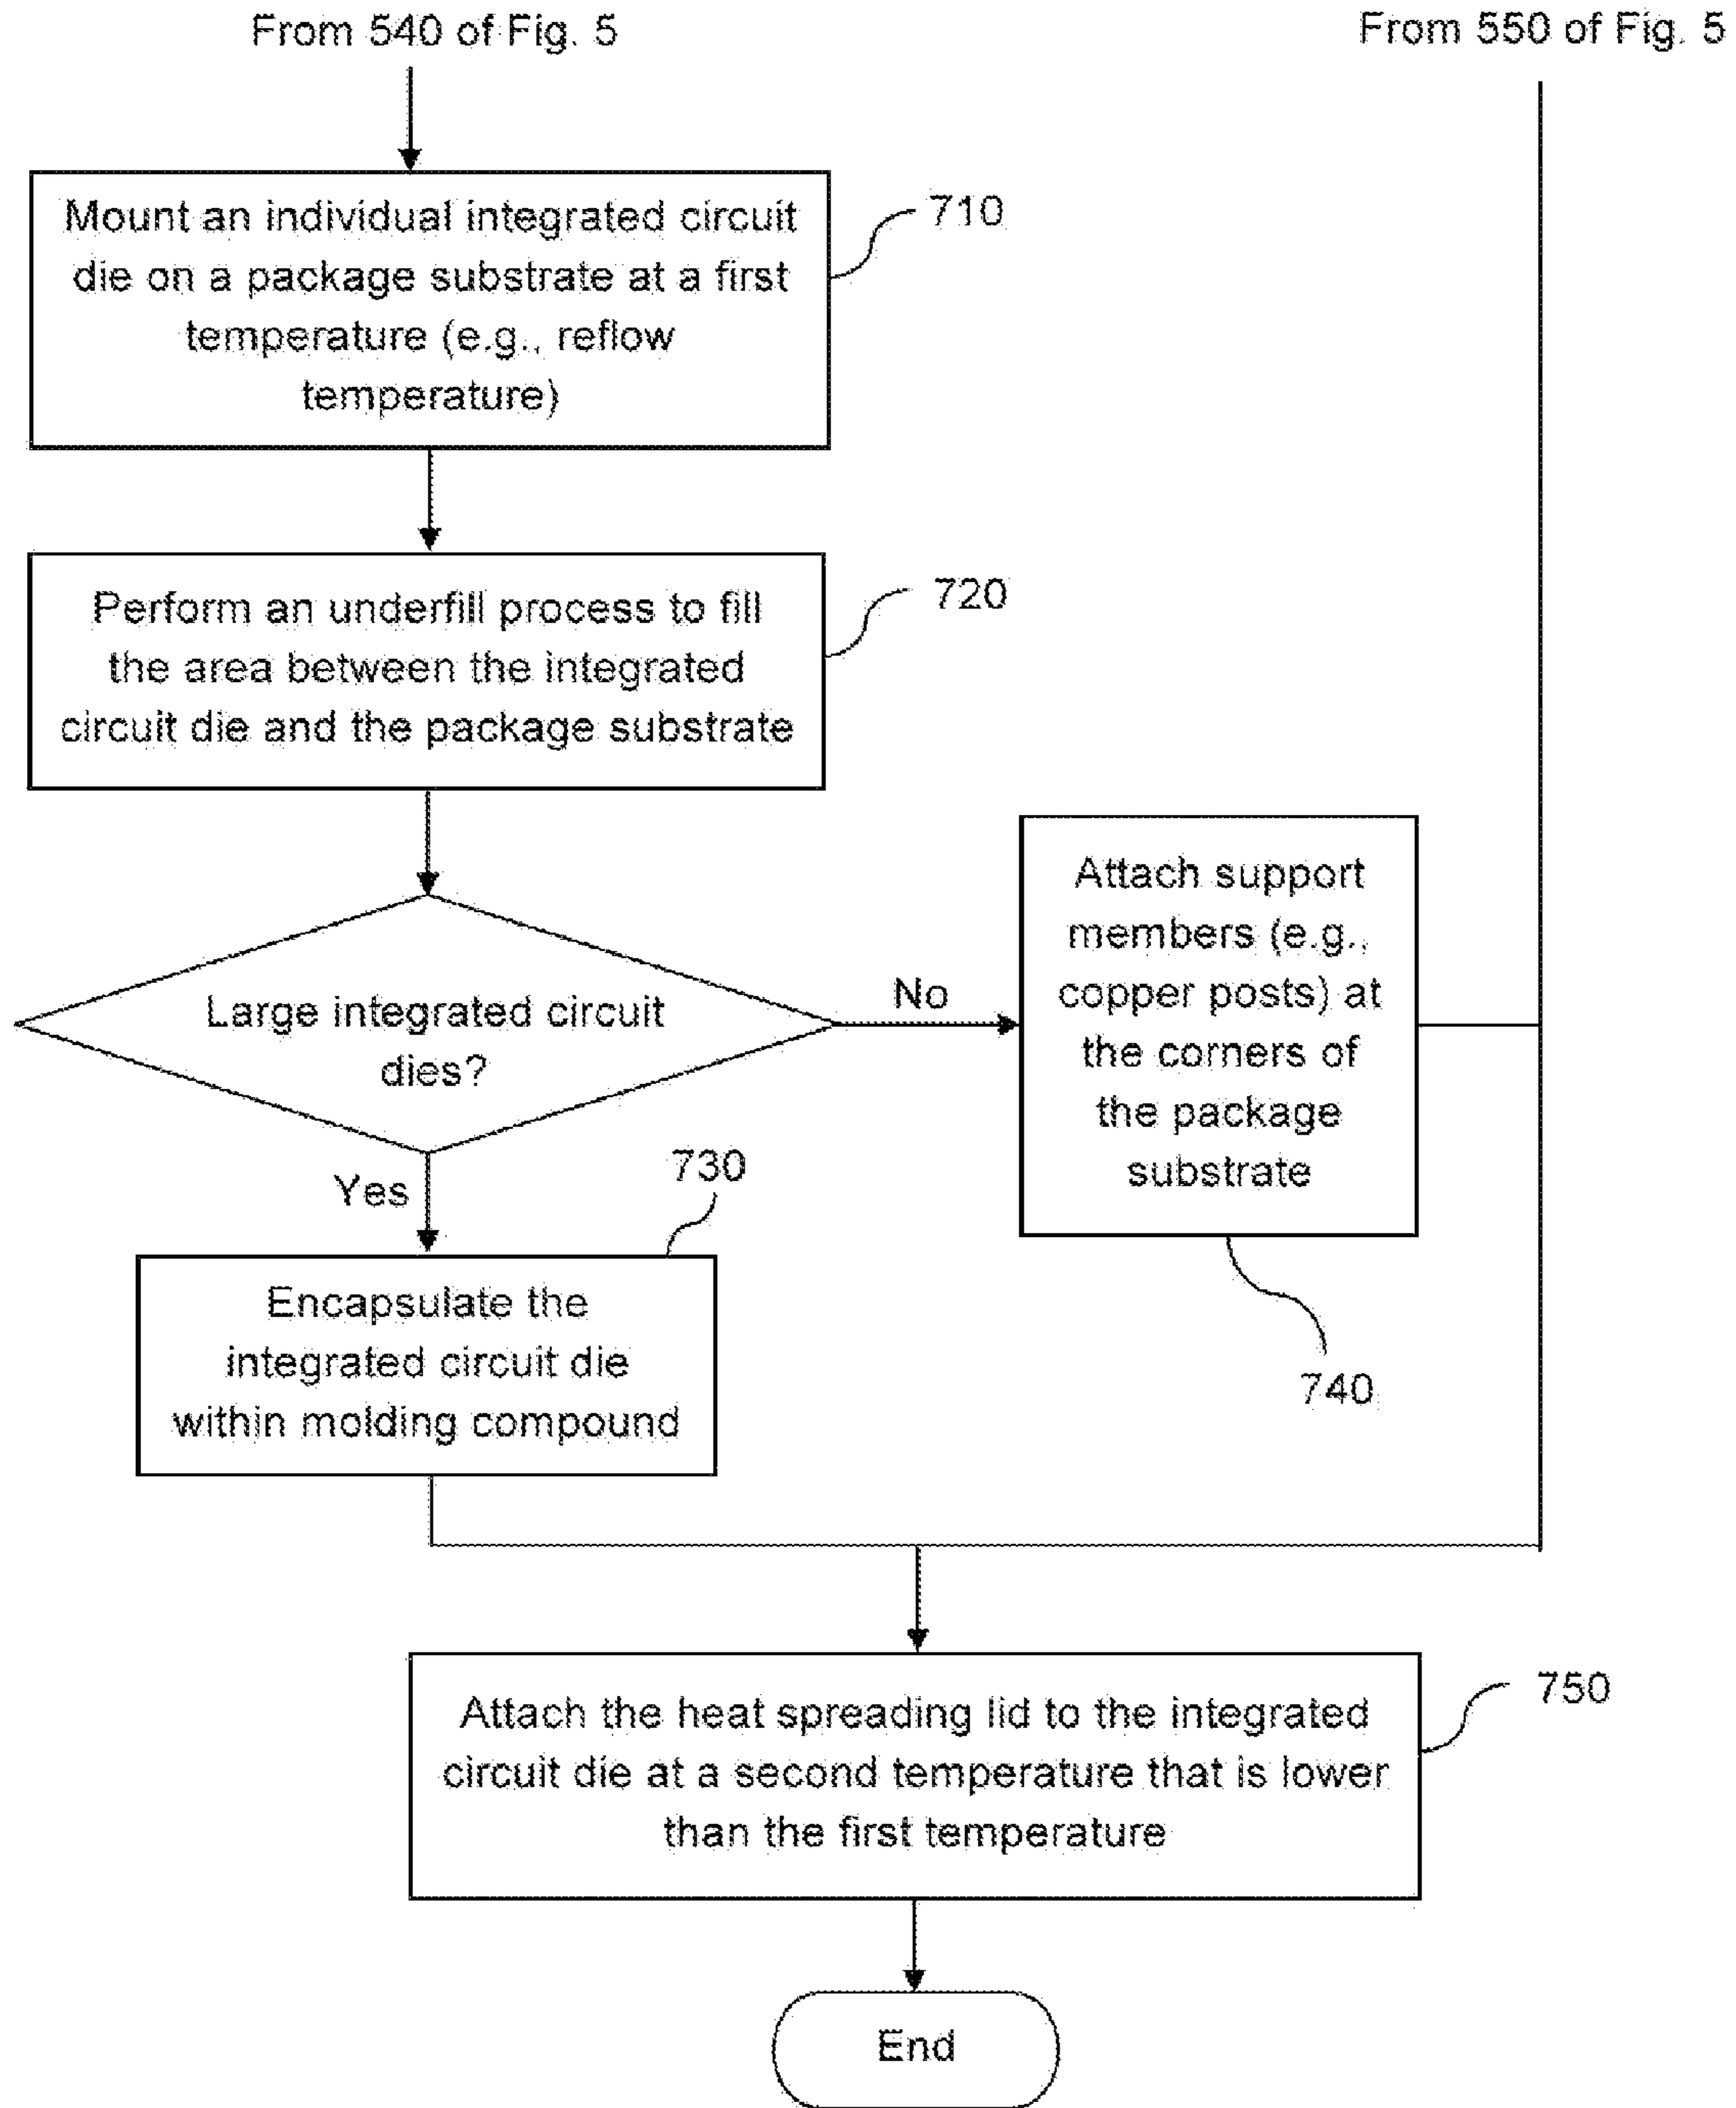 From 540 of Fig. 5
From 550 of Fig. 5
Mount an individual integrated circuit
die on a package substrate at a first
temperature (e.g., reflow
temperature)
710
Perform an underfill process to fill
the area between the integrated
circuit die and the package substrate
720
Large integrated circuit
dies?
No
Attach support
members (e.g.,
copper posts) at
the corners of
the package
substrate
740
Yes
730
Encapsulate the
integrated circuit die
within molding compound
Attach the heat spreading lid to the integrated
circuit die at a second temperature that is lower
than the first temperature
750
End